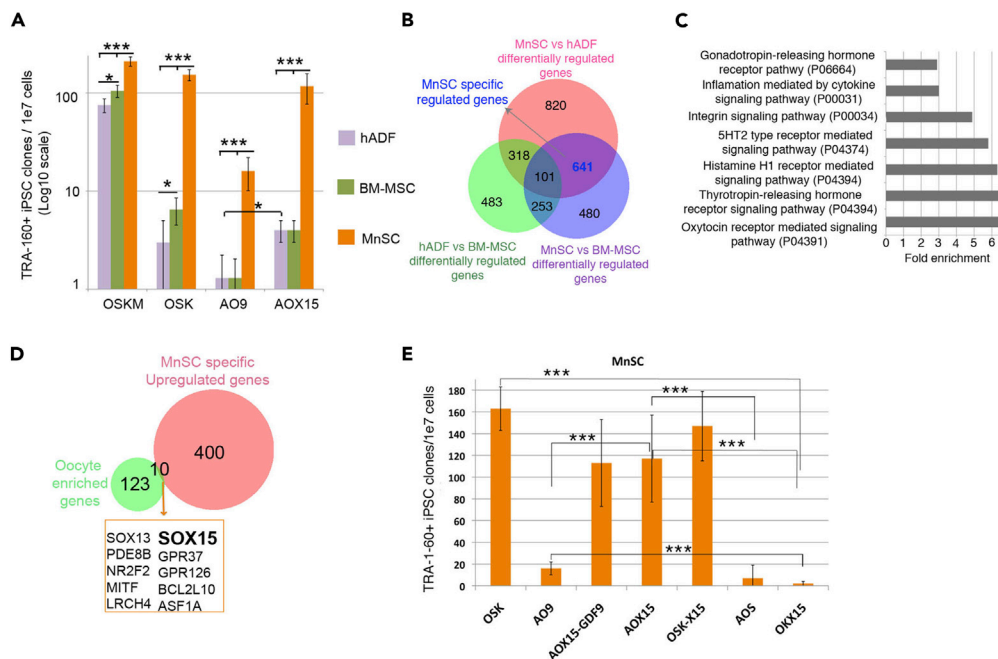 A
TRA-160+ iPSC clones / 1e7 cells
(Log10 scale)
100
10
1
***
*
***
*
***
*
***
hADF
BM-MSC
MnSC
OSKM
OSK
AO9
AOX15
B
MnSC vs hADF
differentially regulated
genes
MnSC specific
regulated genes
820
318
641
101
483
253
480
hADF vs BM-MSC
differentially regulated
genes
MnSC vs BM-MSC
differentially regulated
genes
C
Gonadotropin-releasing hormone
receptor pathwy (P06664)
Inflamation mediated by cytokine
signaling pathway (P00031)
Integrin signaling pathway (P00034)
5HT2 type receptor mediated
signaling pathway (P04374)
Histamine H1 receptor mediated
signaling pathway (P04394)
Thyrotropin-releasing hormone
receptor signaling pathway (P04394)
Oxytocin receptor mediated signaling
pathway (P04391)
0 1 2 3 4 5 6
Fold enrichment
D
MnSC specific
Upregulated genes
400
10
123
Oocyte
enriched
genes
SOX13 SOX15
PDE8B GPR37
NR2F2 GPR126
MITF BCL2L10
LRCH4 ASF1A
E
MnSC
TRA-1-60+ iPSC clones/1e7 cells
180
160
140
120
100
80
60
40
20
0
***
***
***
***
***
OSK
AO9
AOX15-GDF9
AOX15
OSK-X15
AO5
OKX15